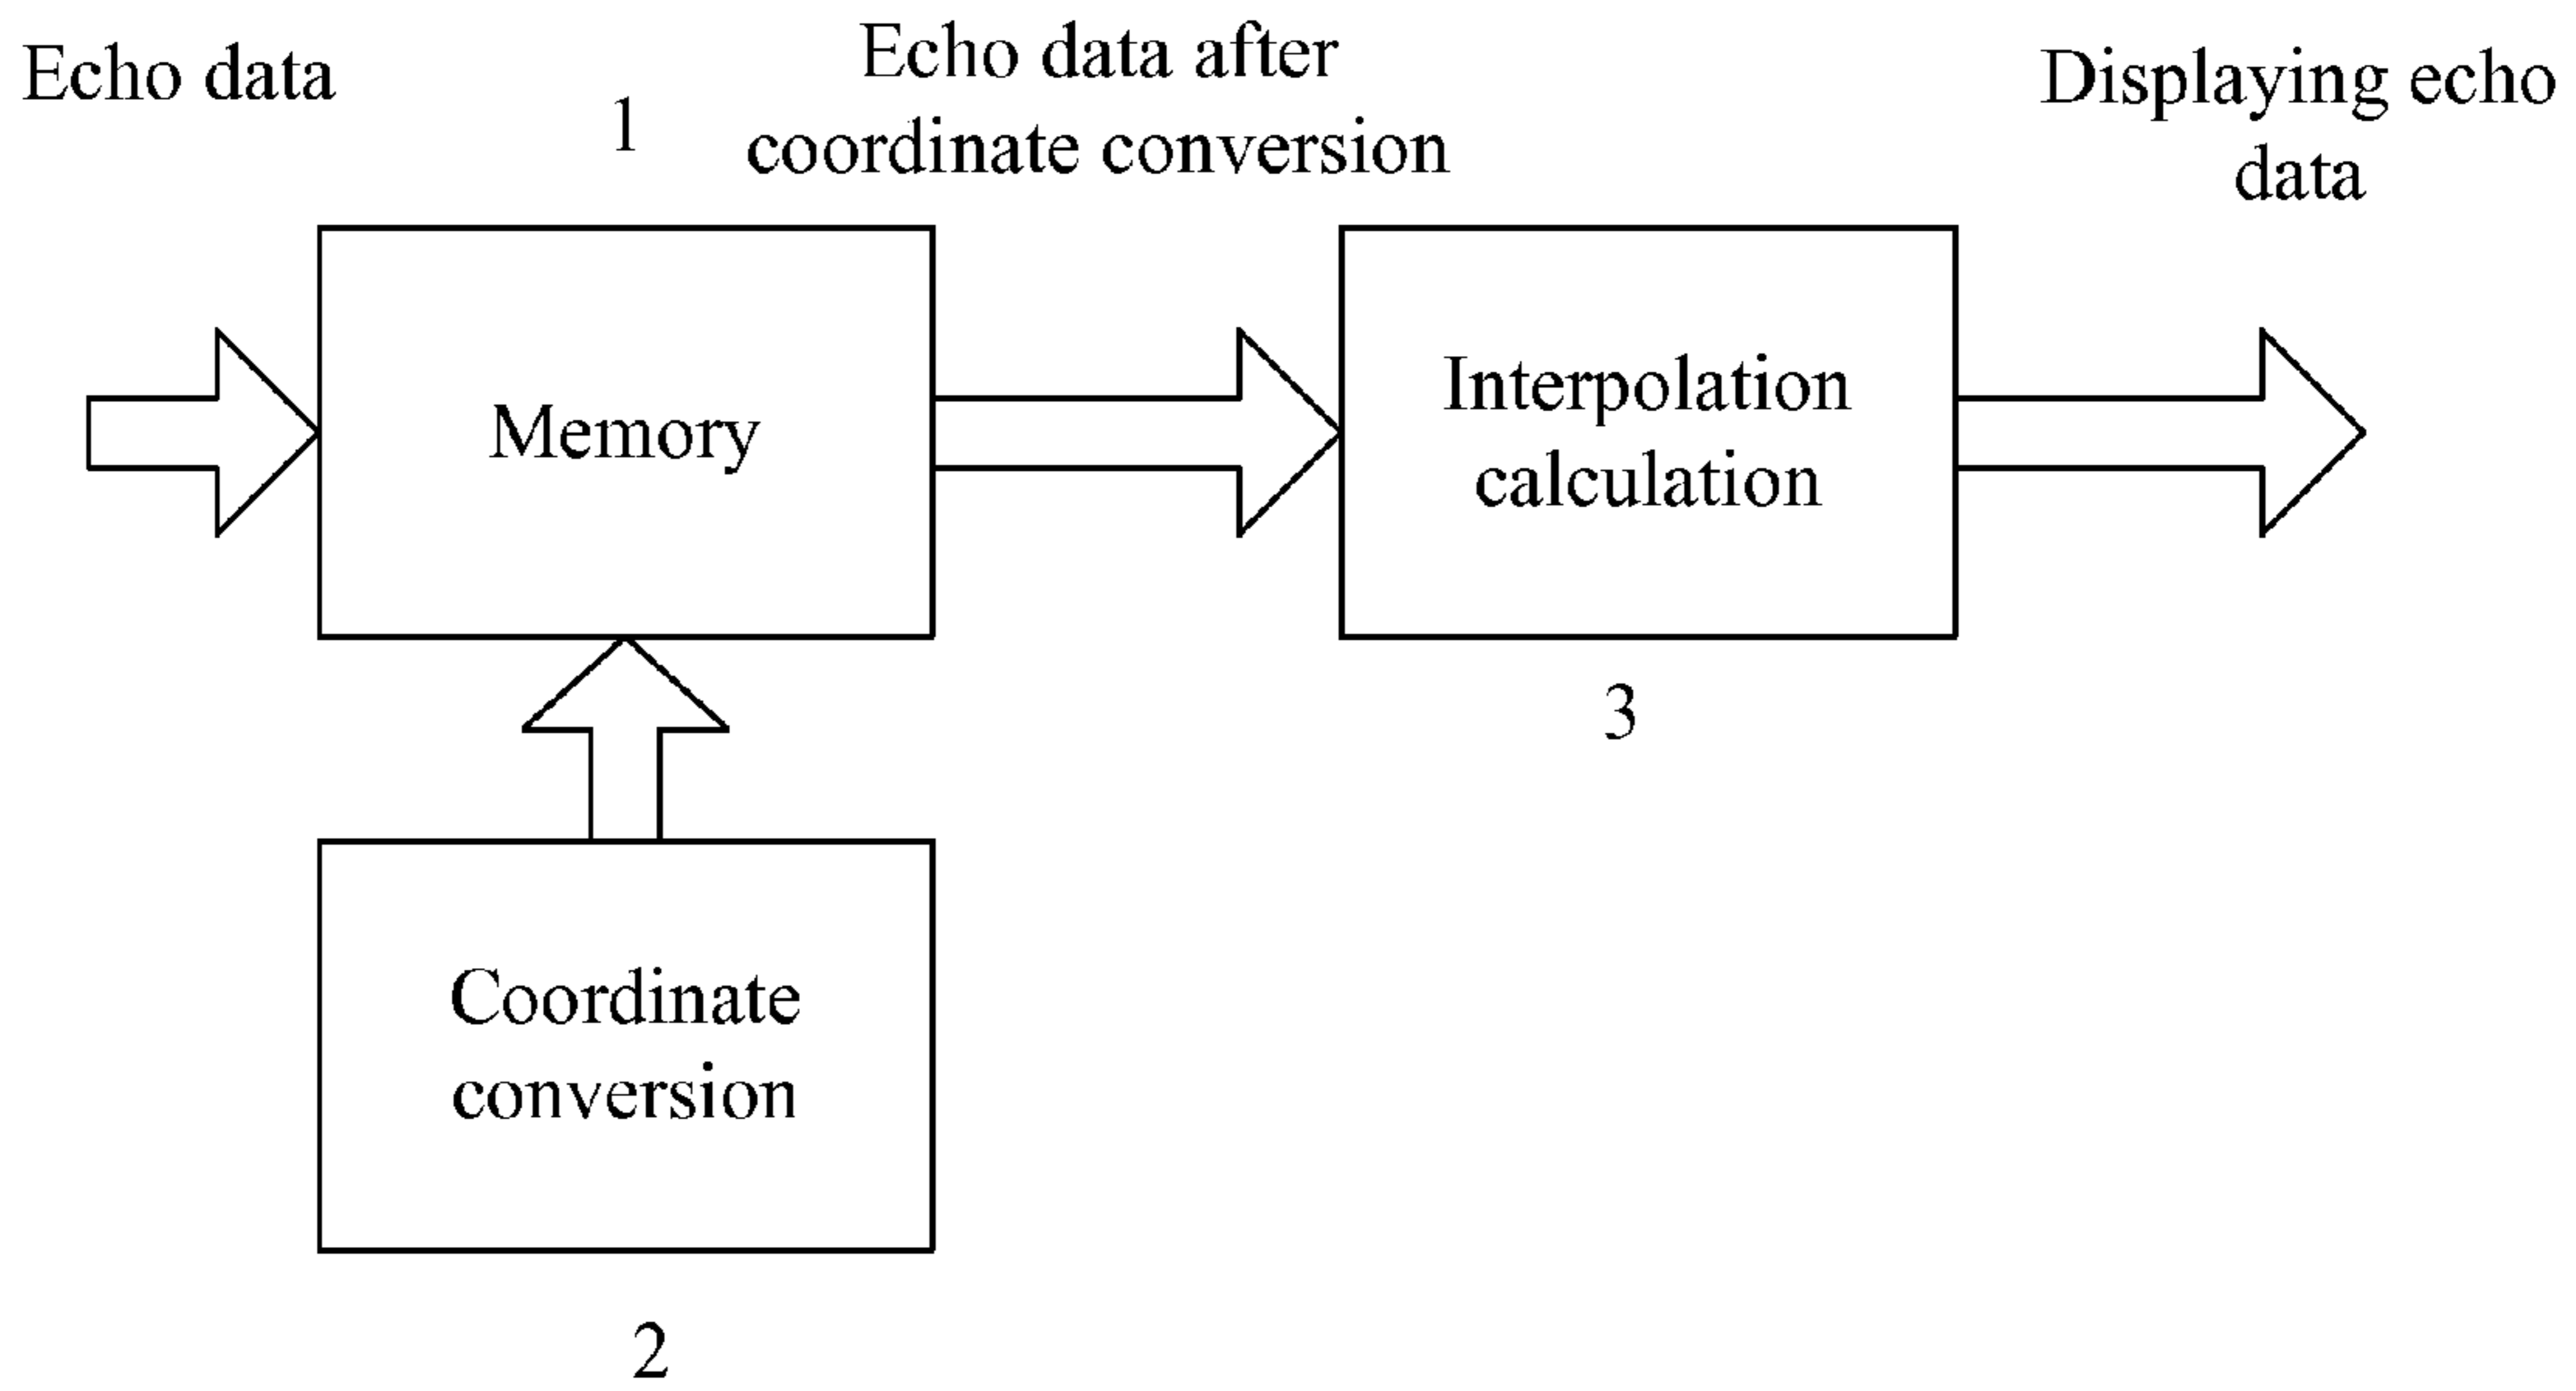 Echo data
1
Echo data after
coordinate conversion
Displaying echo
data
Memory
Interpolation
calculation
3
Coordinate
conversion
2